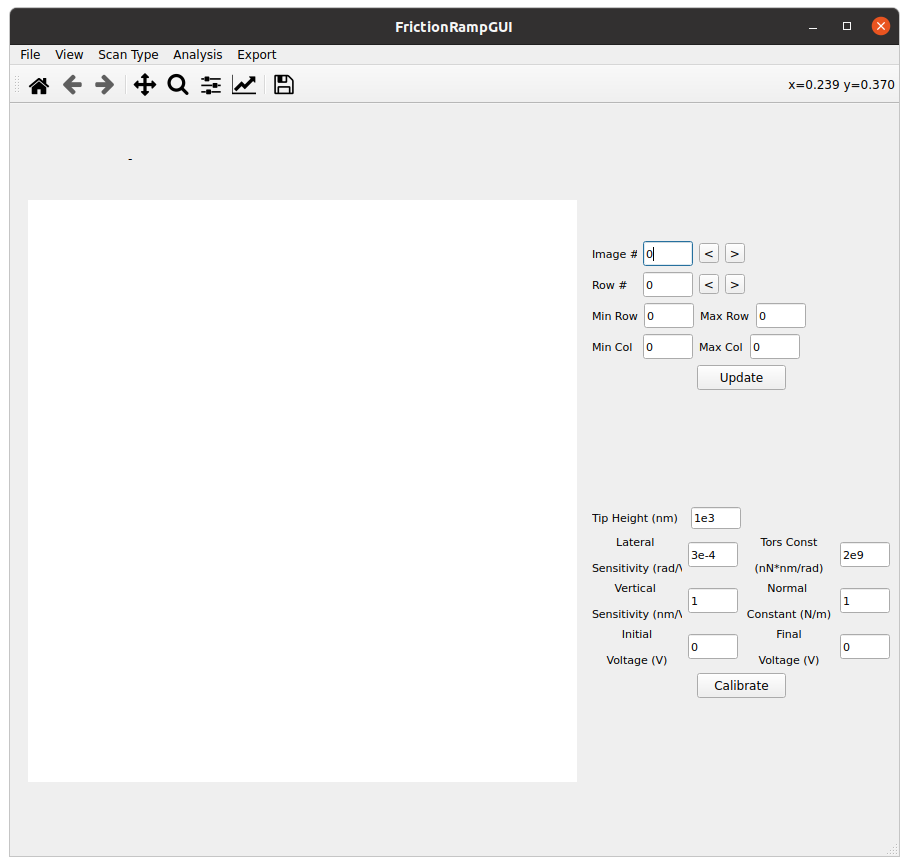 FrictionRampGUI
File View Scan Type Analysis Export
x=0.239 y=0.370
-
Image # 0 < >
Row # 0 < >
Min Row 0 Max Row 0
Min Col 0 Max Col 0
Update
Tip Height (nm) 1e3
Lateral Tors Const
3e-4 2e9
Sensitivity (rad/V (nN*nm/rad)
Vertical Normal
1 1
Sensitivity (nm/V Constant (N/m)
Initial Final
0 0
Voltage (V) Voltage (V)
Calibrate